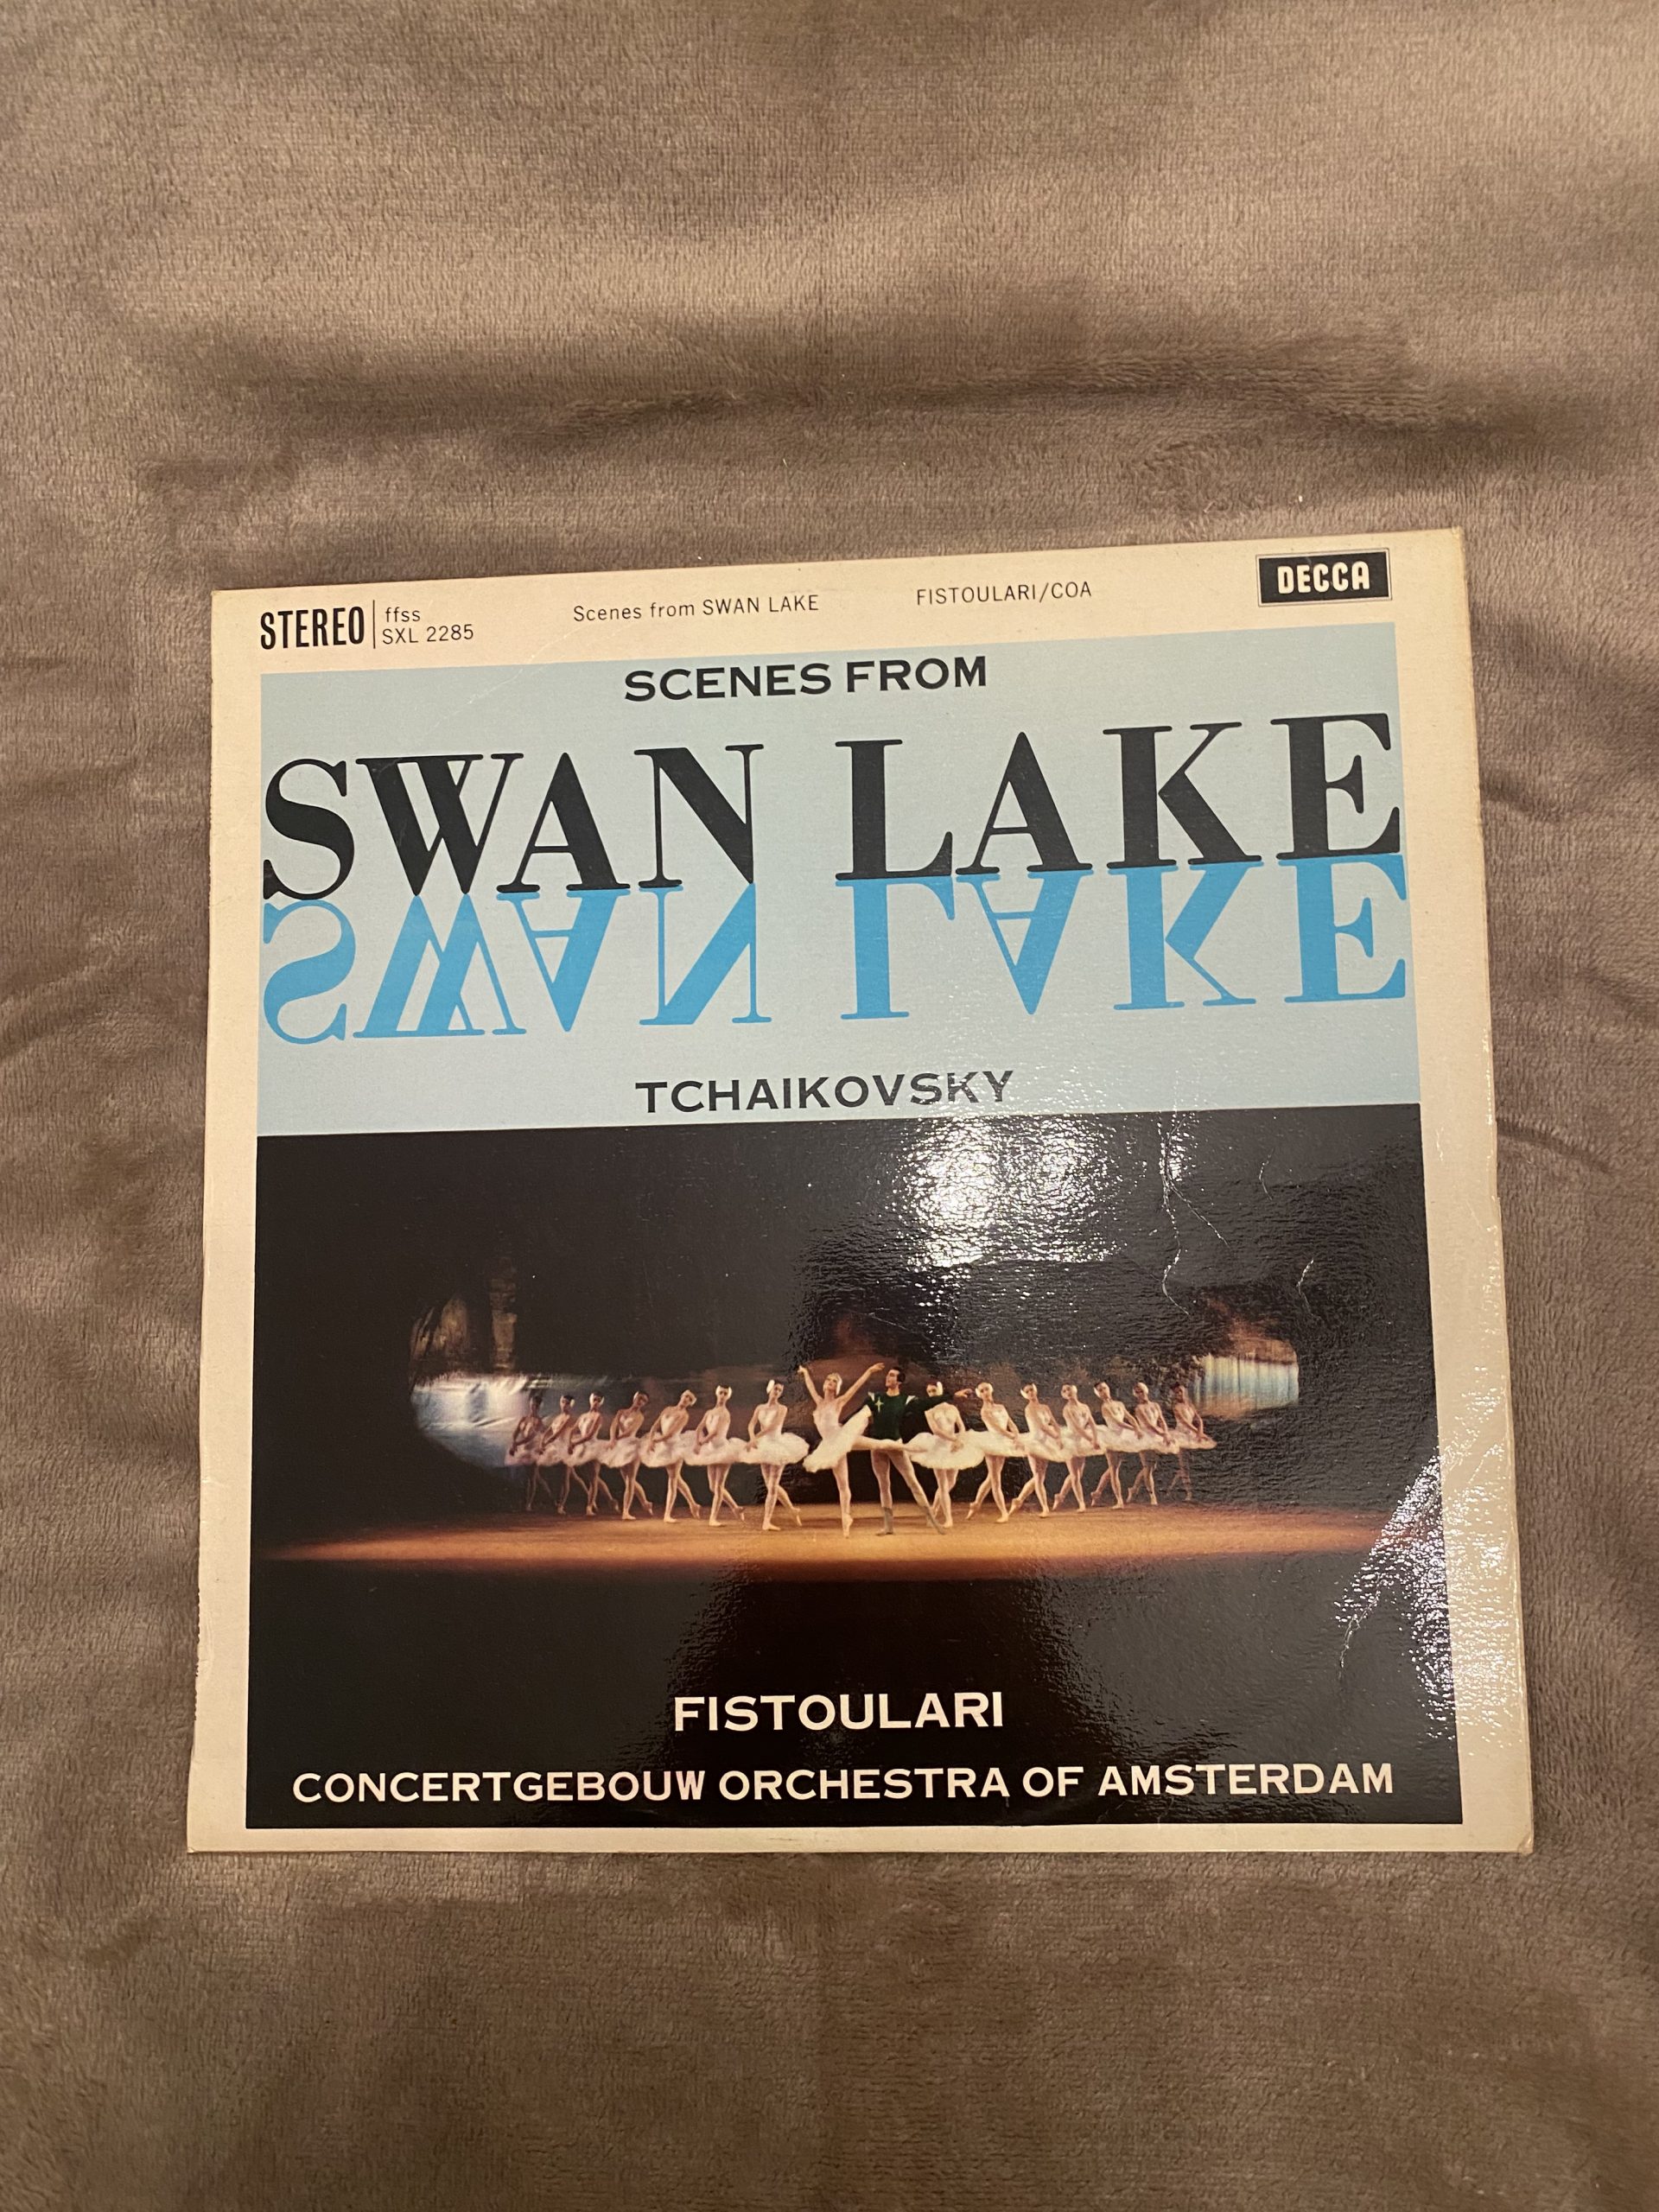 STEREO ffss
SXL 2285
Scenes from SWAN LAKE
FISTOULARI/COA
DECCA
SCENES FROM
SWAN LAKE
SWAN LAKE
TCHAIKOVSKY
FISTOULARI
CONCERTGEBOUW ORCHESTRA OF AMSTERDAM